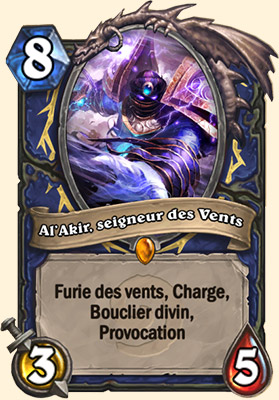 8
Al'Akir, seigneur des Vents
Furie des vents, Charge,
Bouclier divin,
Provocation
3 5